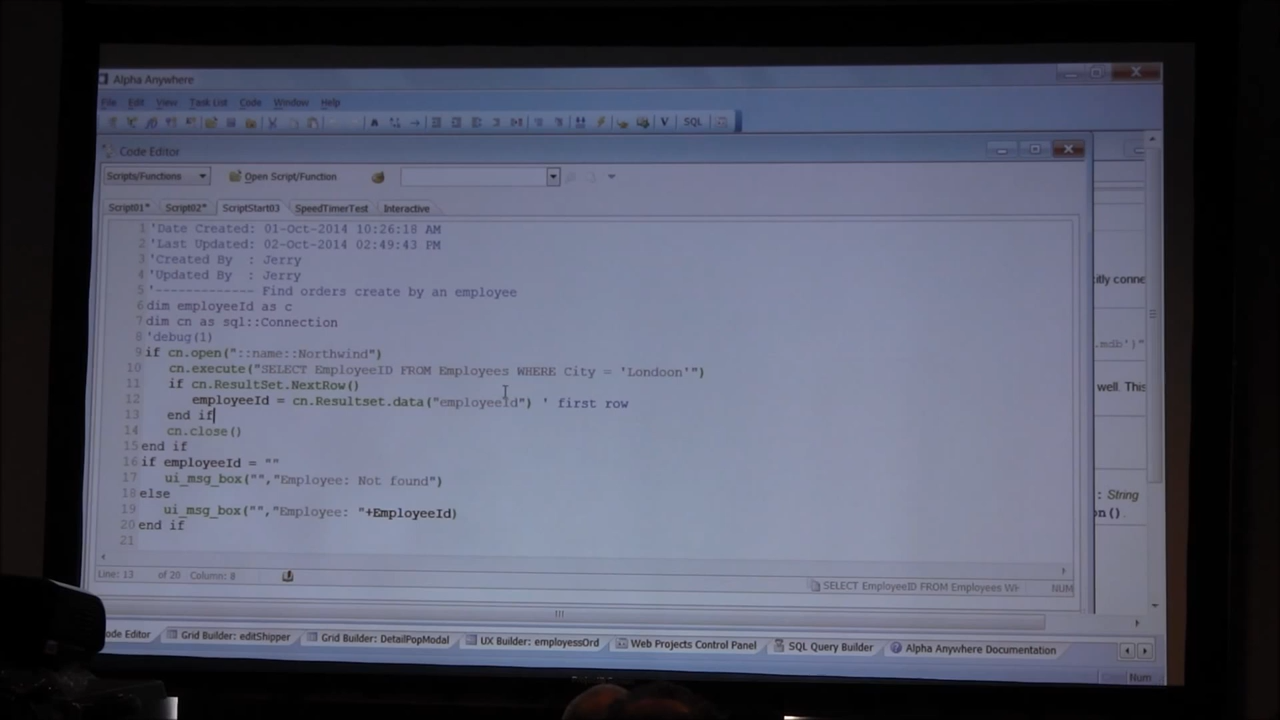 Alpha Anywhere
File Edit View Task List Code Window Help
V SQL
Code Editor
Scripts/Functions Open Script/Function
Script01* Script02* ScriptStart03 SpeedTimerTest Interactive
1 'Date Created: 01-Oct-2014 10:26:18 AM
2 'Last Updated: 02-Oct-2014 02:49:43 PM
3 'Created By : Jerry
4 'Updated By : Jerry
5 '------------- Find orders create by an employee
6 dim employeeId as c
7 dim cn as sql::Connection
8 'debug(1)
9 if cn.open("::name::Northwind")
10 cn.execute("SELECT EmployeeID FROM Employees WHERE City = 'Londoon'")
11 if cn.ResultSet.NextRow()
12 employeeId = cn.Resultset.data("employeeId") ' first row
13 end if
14 cn.close()
15 end if
16 if employeeId = ""
17 ui_msg_box("","Employee: Not found")
18 else
19 ui_msg_box("","Employee: "+EmployeeId)
20 end if
21
citly conne
.mdb')"
well. This
: String
on().
Line: 13 of 20 Column: 8
SELECT EmployeeID FROM Employees WH NUM
ode Editor Grid Builder: editShipper Grid Builder: DetailPopModal UX Builder: employessOrd Web Projects Control Panel SQL Query Builder Alpha Anywhere Documentation
Num